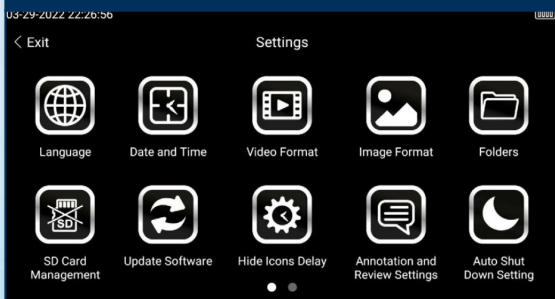 03-29-2022 22:26:56
< Exit
Settings
Language
Date and Time
Video Format
Image Format
Folders
SD
SD Card
Management
Update Software
Hide Icons Delay
Annotation and
Review Settings
Auto Shut
Down Setting